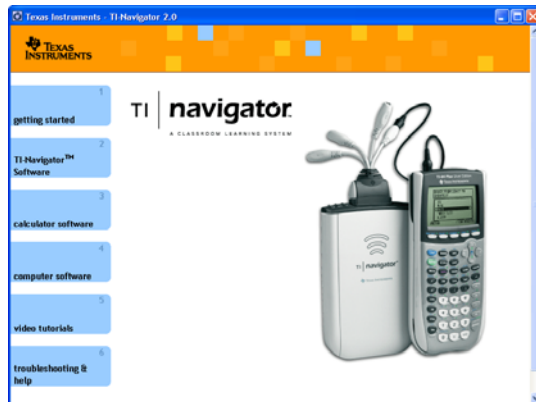 Texas Instruments - TI-Navigator 2.0
TEXAS
INSTRUMENTS
1
getting started
2
TI-Navigator™
Software
3
calculator software
4
computer software
5
video tutorials
6
troubleshooting &
help
TI navigator™
A CLASSROOM LEARNING SYSTEM
TI navigator